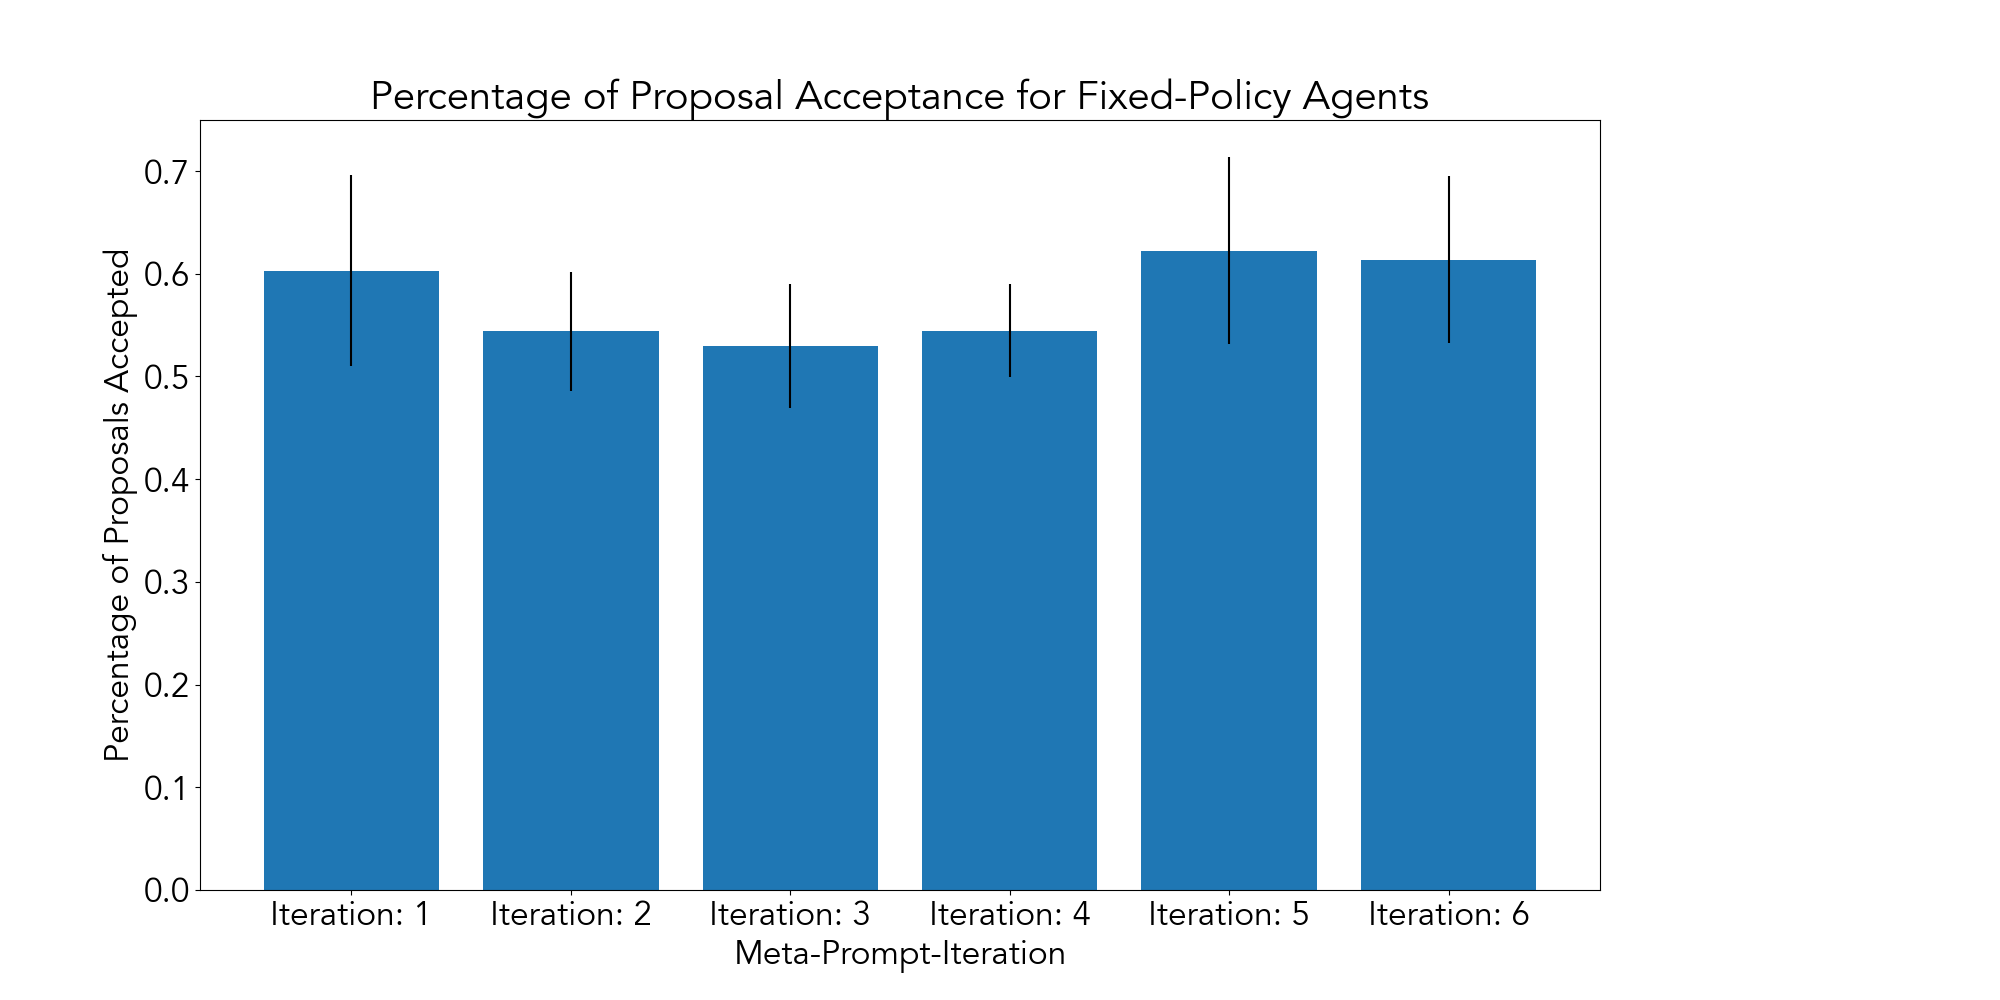 Percentage of Proposal Acceptance for Fixed-Policy Agents
Percentage of Proposals Accepted
0.7
0.6
0.5
0.4
0.3
0.2
0.1
0.0
Iteration: 1
Iteration: 2
Iteration: 3
Iteration: 4
Iteration: 5
Iteration: 6
Meta-Prompt-Iteration